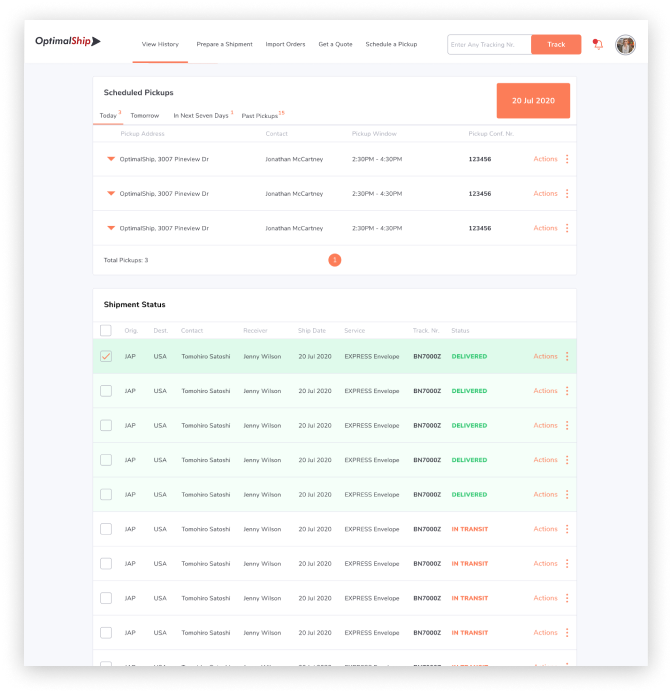 OptimalShip
View History Prepare a Shipment Import Orders Get a Quote Schedule a Pickup Enter Any Tracking Nr. Track
Scheduled Pickups
20 Jul 2020
Today 3 Tomorrow In Next Seven Days 1 Past Pickups 15
Pickup Address Contact Pickup Window Pickup Conf. Nr.
OptimalShip, 3007 Pineview Dr Jonathan McCartney 2:30PM - 4:30PM 123456 Actions
OptimalShip, 3007 Pineview Dr Jonathan McCartney 2:30PM - 4:30PM 123456 Actions
OptimalShip, 3007 Pineview Dr Jonathan McCartney 2:30PM - 4:30PM 123456 Actions
Total Pickups: 3 1
Shipment Status
Orig. Dest. Contact Receiver Ship Date Service Track. Nr. Status
JAP USA Tomohiro Satoshi Jenny Wilson 20 Jul 2020 EXPRESS Envelope BN7000Z DELIVERED Actions
JAP USA Tomohiro Satoshi Jenny Wilson 20 Jul 2020 EXPRESS Envelope BN7000Z DELIVERED Actions
JAP USA Tomohiro Satoshi Jenny Wilson 20 Jul 2020 EXPRESS Envelope BN7000Z DELIVERED Actions
JAP USA Tomohiro Satoshi Jenny Wilson 20 Jul 2020 EXPRESS Envelope BN7000Z DELIVERED Actions
JAP USA Tomohiro Satoshi Jenny Wilson 20 Jul 2020 EXPRESS Envelope BN7000Z DELIVERED Actions
JAP USA Tomohiro Satoshi Jenny Wilson 20 Jul 2020 EXPRESS Envelope BN7000Z IN TRANSIT Actions
JAP USA Tomohiro Satoshi Jenny Wilson 20 Jul 2020 EXPRESS Envelope BN7000Z IN TRANSIT Actions
JAP USA Tomohiro Satoshi Jenny Wilson 20 Jul 2020 EXPRESS Envelope BN7000Z IN TRANSIT Actions
JAP USA Tomohiro Satoshi Jenny Wilson 20 Jul 2020 EXPRESS Envelope BN7000Z IN TRANSIT Actions